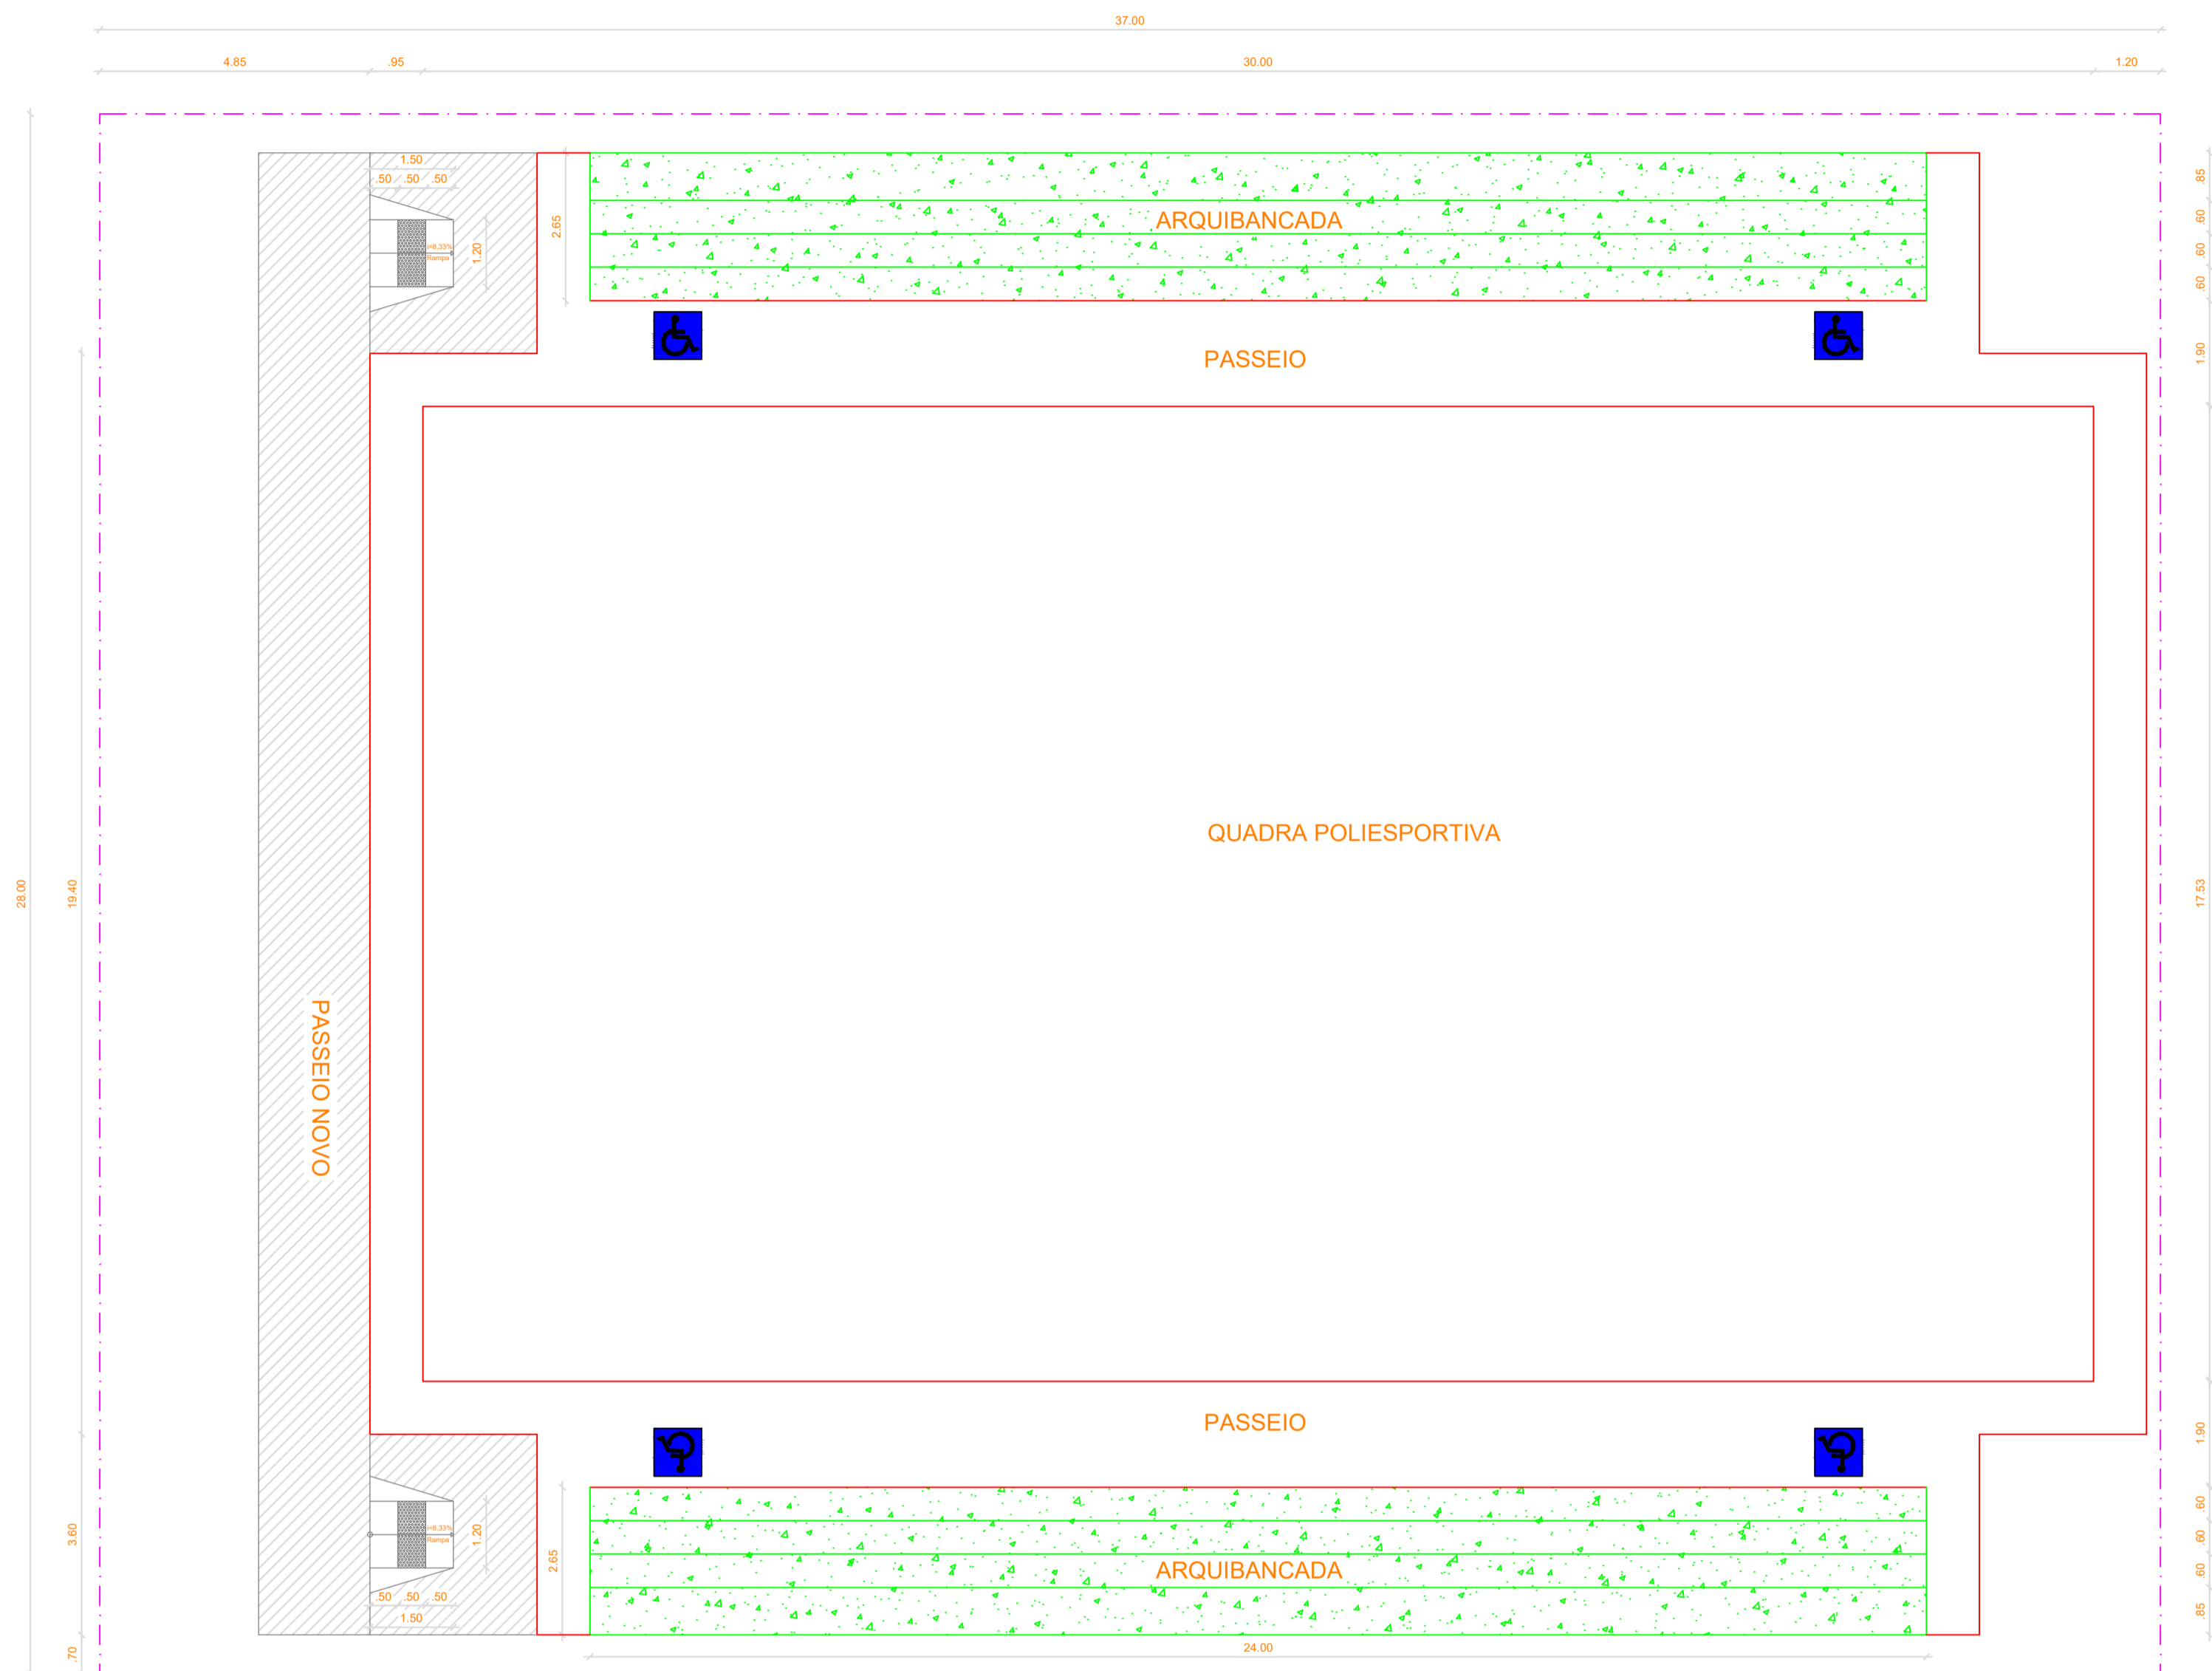 37.00
4.85 .95 30.00 1.20
1.50
.50 .50 .50
i=8,33%
Rampa
1.20
2.65
ARQUIBANCADA
.85
.60
.60
.60
PASSEIO
1.90
QUADRA POLIESPORTIVA
28.00
19.40
17.53
PASSEIO NOVO
PASSEIO
1.90
i=8,33%
Rampa
1.20
2.65
3.60
ARQUIBANCADA
.60
.60
.60
.85
.50 .50 .50
1.50
.70
24.00